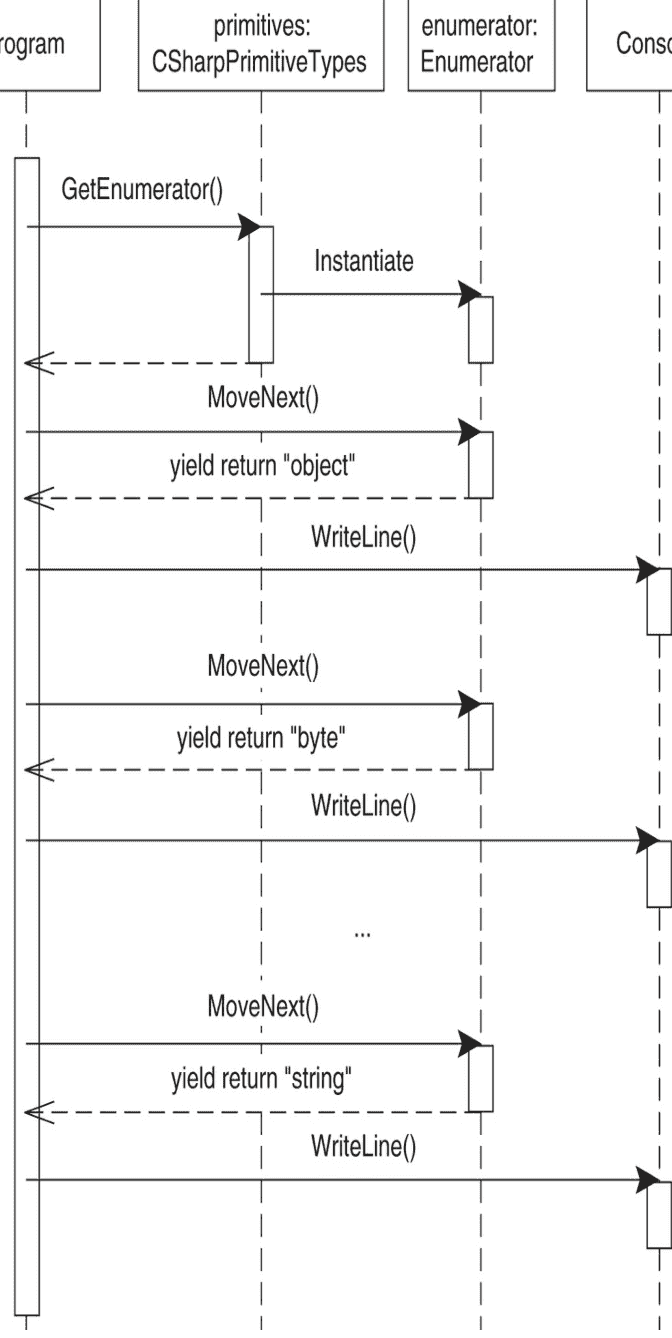 rogram
primitives:
CSharpPrimitiveTypes
enumerator:
Enumerator
Conso
GetEnumerator()
Instantiate
MoveNext()
yield return "object"
WriteLine()
MoveNext()
yield return "byte"
WriteLine()
...
MoveNext()
yield return "string"
WriteLine()